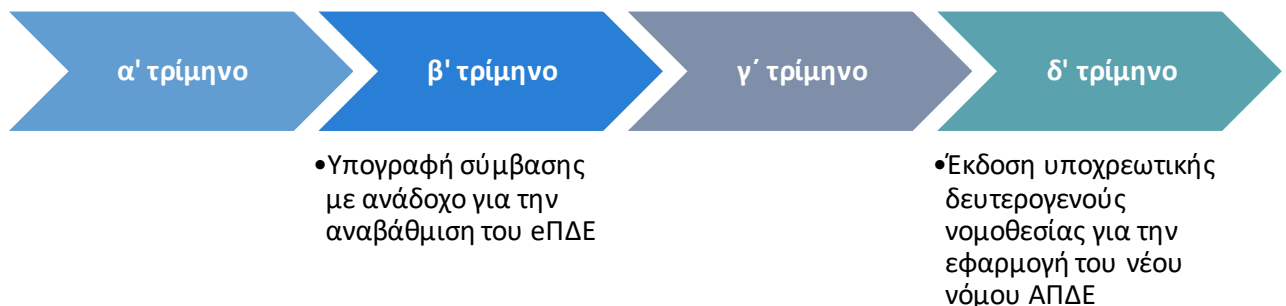 α' τρίμηνο
β' τρίμηνο
γ΄ τρίμηνο
δ' τρίμηνο
•Υπογραφή σύμβασης
με ανάδοχο για την
αναβάθμιση του eΠΔΕ
•Έκδοση υποχρεωτικής
δευτερογενούς
νομοθεσίας για την
εφαρμογή του νέου
νόμου ΑΠΔΕ